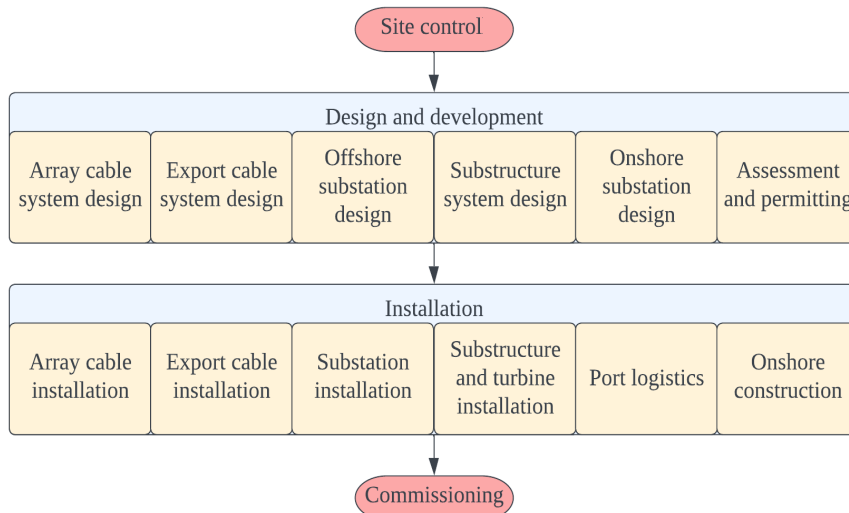 Site control
Design and development
Array cable
system design
Export cable
system design
Offshore
substation
design
Substructure
system design
Onshore
substation
design
Assessment
and permitting
Installation
Array cable
installation
Export cable
installation
Substation
installation
Substructure
and turbine
installation
Port logistics
Onshore
construction
Commissioning